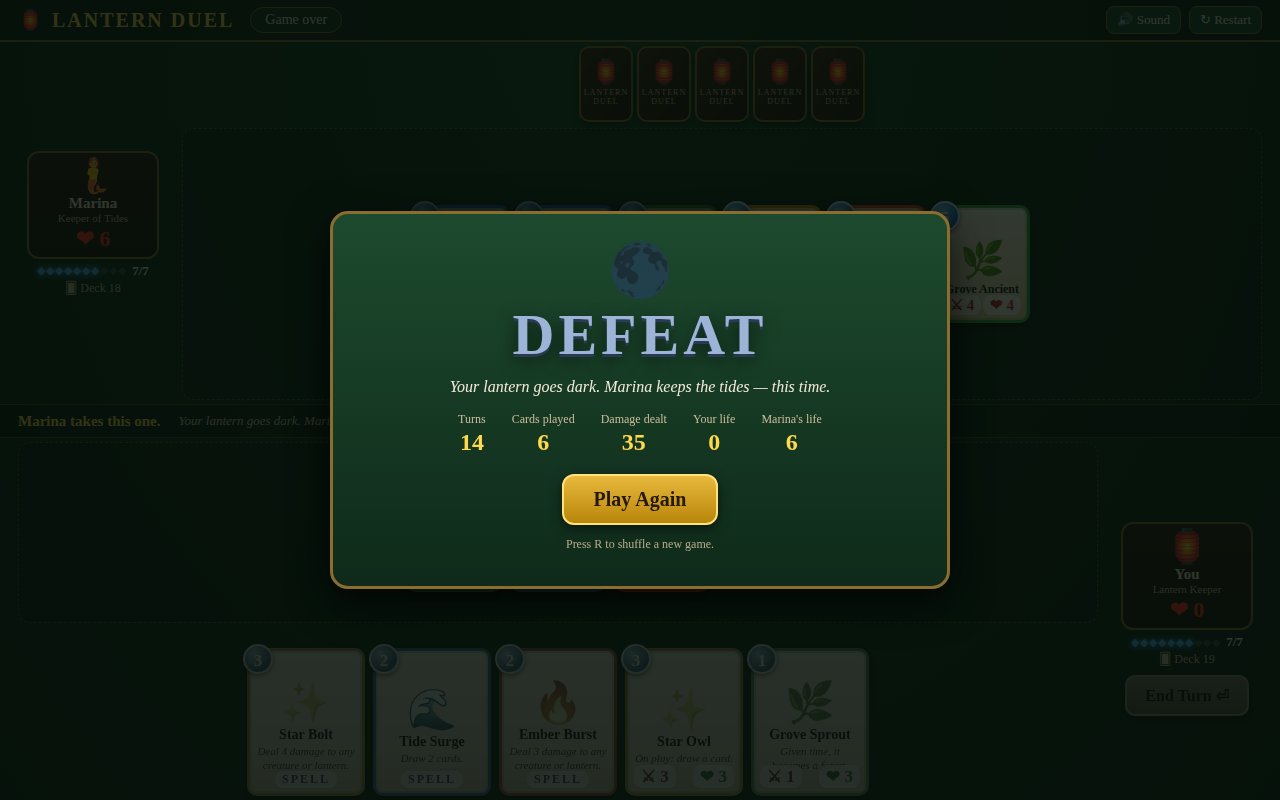 LANTERN DUEL
Game over
🔊 Sound
↻ Restart
LANTERN DUEL
LANTERN DUEL
LANTERN DUEL
LANTERN DUEL
LANTERN DUEL
Marina
Keeper of Tides
❤ 6
7/7
Deck 18
Grove Ancient
⚔ 4
❤ 4
DEFEAT
Your lantern goes dark. Marina keeps the tides — this time.
Turns
Cards played
Damage dealt
Your life
Marina's life
14
6
35
0
6
Play Again
Press R to shuffle a new game.
Marina takes this one.
Your lantern goes dark.
You
Lantern Keeper
❤ 0
7/7
Deck 19
End Turn ⏎
3
Star Bolt
Deal 4 damage to any
creature or lantern.
SPELL
2
Tide Surge
Draw 2 cards.
SPELL
2
Ember Burst
Deal 3 damage to any
creature or lantern.
SPELL
3
Star Owl
On play: draw a card.
⚔ 3
❤ 3
1
Grove Sprout
Given time, it
becomes a forest.
⚔ 1
❤ 3